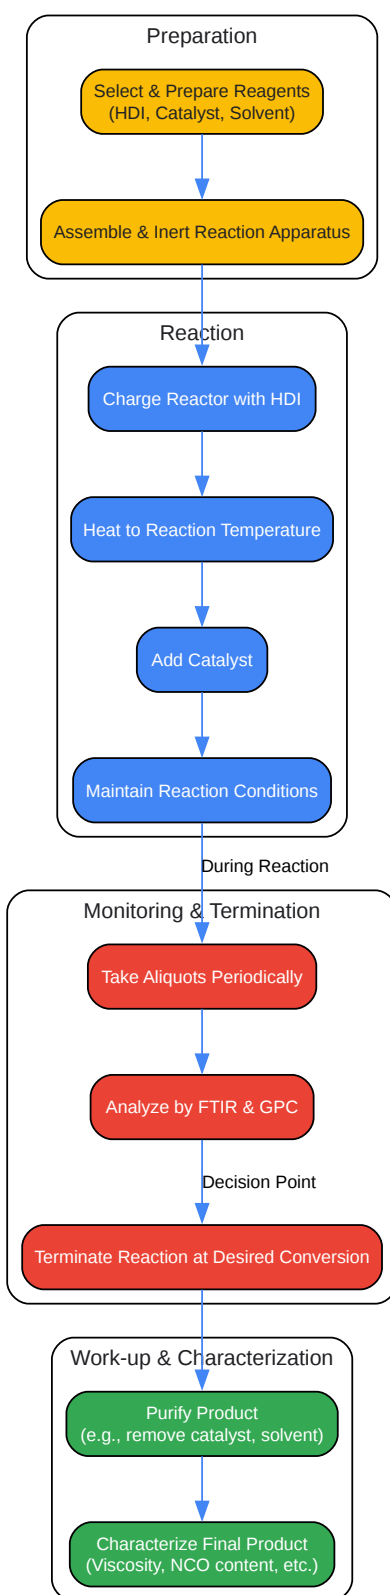 Preparation
Select & Prepare Reagents
(HDI, Catalyst, Solvent)
Assemble & Inert Reaction Apparatus
Reaction
Charge Reactor with HDI
Heat to Reaction Temperature
Add Catalyst
Maintain Reaction Conditions
During Reaction
Monitoring & Termination
Take Aliquots Periodically
Analyze by FTIR & GPC
Decision Point
Terminate Reaction at Desired Conversion
Work-up & Characterization
Purify Product
(e.g., remove catalyst, solvent)
Characterize Final Product
(Viscosity, NCO content, etc.)